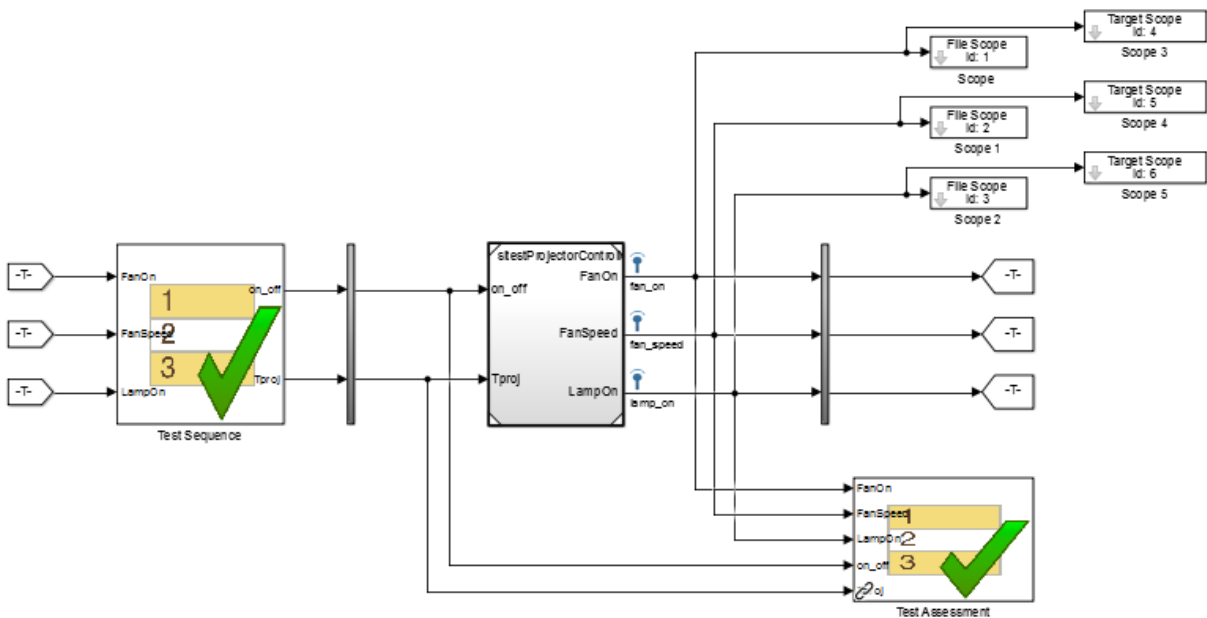 Target Scope
Id: 4
Scope 3
File Scope
Id: 1
Scope
Target Scope
Id: 5
Scope 4
File Scope
Id: 2
Scope 1
Target Scope
Id: 6
Scope 5
File Scope
Id: 3
Scope 2
-T-
-T-
-T-
FanOn
FanSpeed
LampOn
1
2
3
on_off
Tproj
Test Sequence
sltestProjectorControll
on_off
Tproj
FanOn
FanSpeed
LampOn
fan_on
fan_speed
lamp_on
-T-
-T-
-T-
FanOn
FanSpeed
LampOn
on_off
oj
1
2
3
Test Assessment